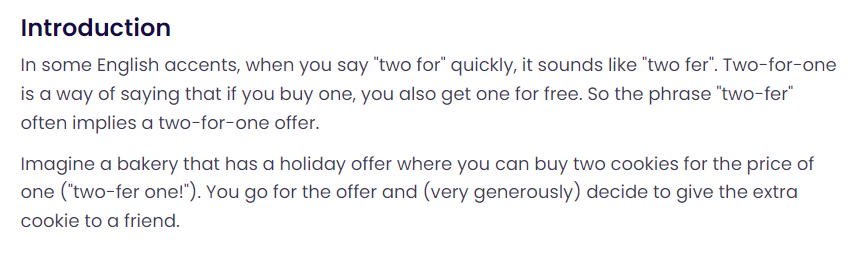 Introduction
In some English accents, when you say "two for" quickly, it sounds like "two fer". Two-for-one
is a way of saying that if you buy one, you also get one for free. So the phrase "two-fer"
often implies a two-for-one offer.
Imagine a bakery that has a holiday offer where you can buy two cookies for the price of
one ("two-fer one!"). You go for the offer and (very generously) decide to give the extra
cookie to a friend.